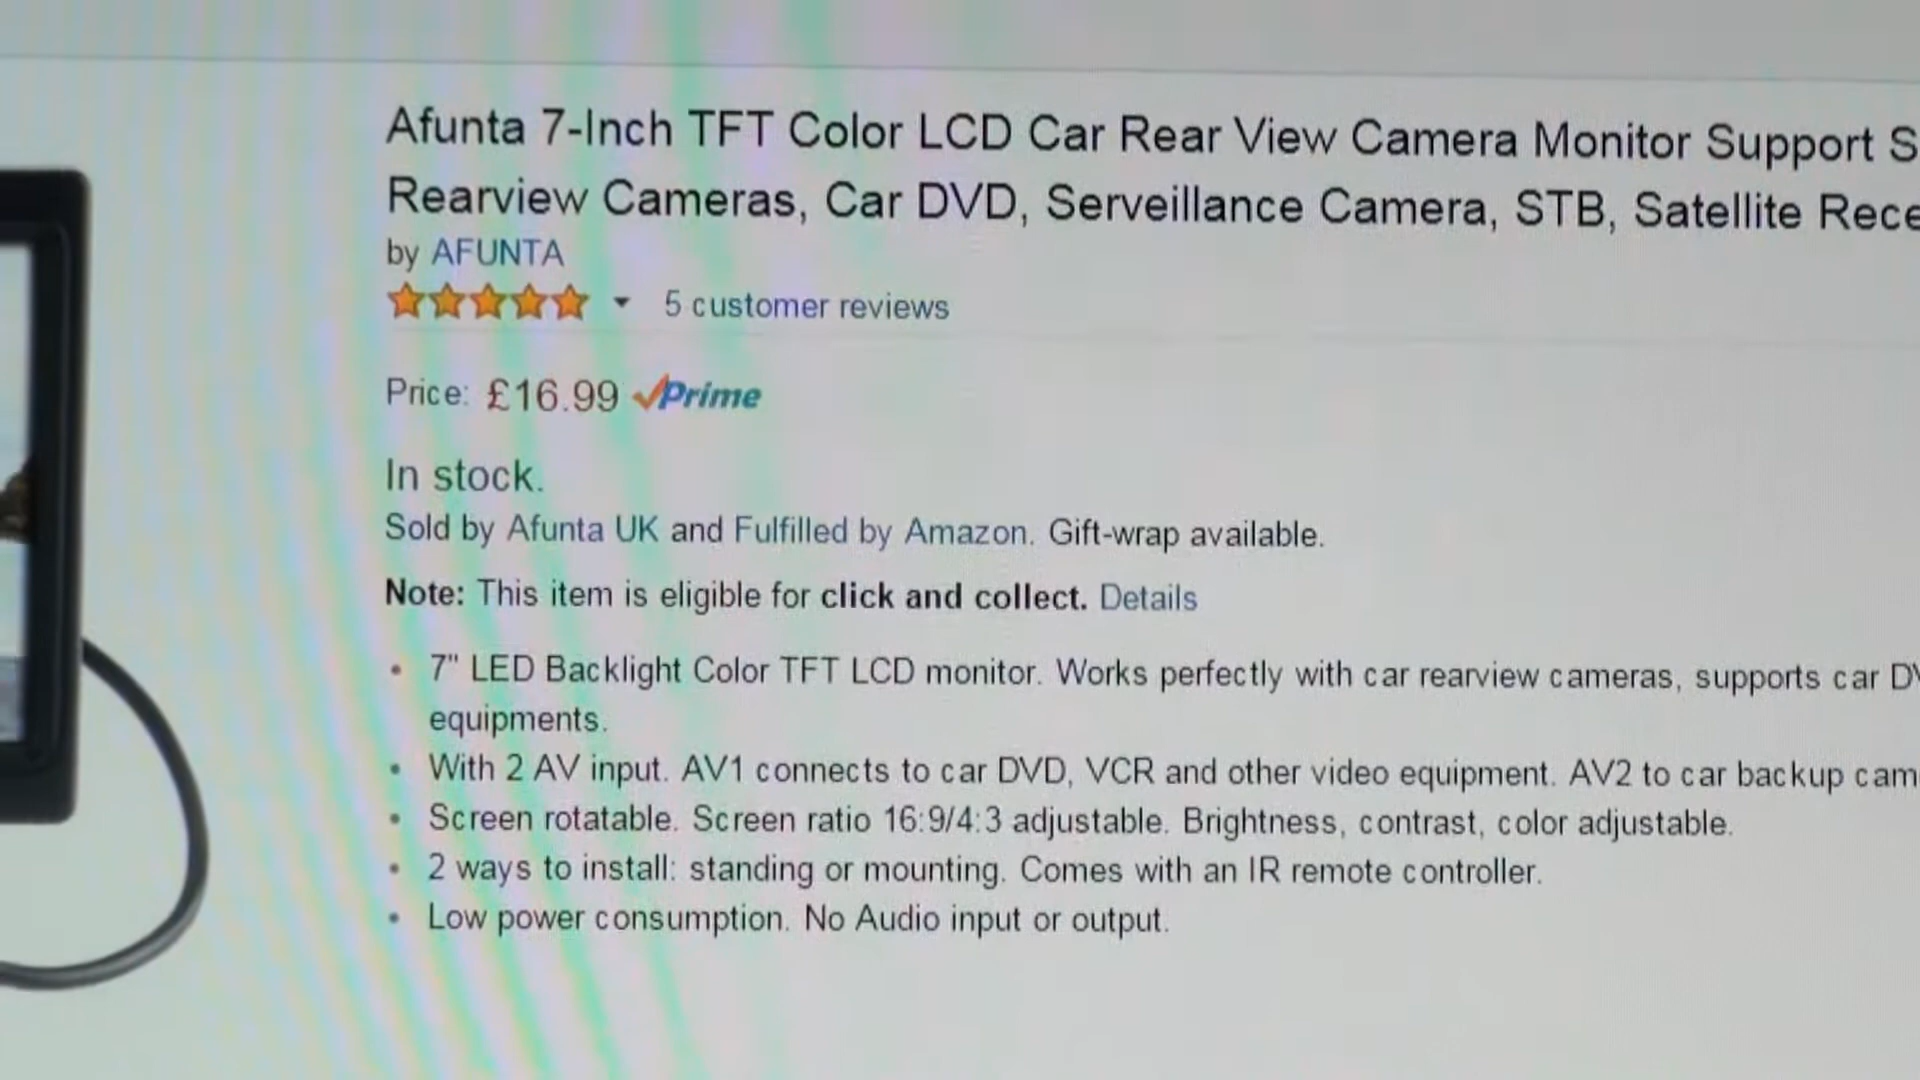 Afunta 7-Inch TFT Color LCD Car Rear View Camera Monitor Support
Rearview Cameras, Car DVD, Serveillance Camera, STB, Satellite
by AFUNTA
5 customer reviews
Price: £16.99 Prime
In stock.
Sold by Afunta UK and Fulfilled by Amazon. Gift-wrap available.
Note: This item is eligible for click and collect. Details
• 7" LED Backlight Color TFT LCD monitor. Works perfectly with car rearview cameras, supports car
equipments.
• With 2 AV input. AV1 connects to car DVD, VCR and other video equipment. AV2 to car backup
• Screen rotatable. Screen ratio 16:9/4:3 adjustable. Brightness, contrast, color adjustable.
• 2 ways to install: standing or mounting. Comes with an IR remote controller.
• Low power consumption. No Audio input or output.